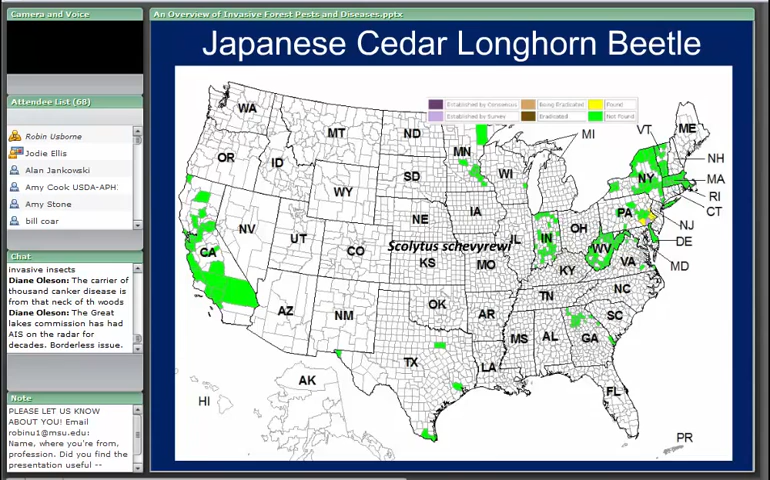 Camera and Voice
Attendee List (68)
Robin Usborne
Jodie Ellis
Alan Jankowski
Amy Cook USDA-APH
Amy Stone
bill coar
Chat
invasive insects
Diane Oleson: The carrier of
thousand canker disease is
from that neck of th woods
Diane Oleson: The Great
lakes commission has had
AIS on the radar for
decades. Borderless issue.
Note
PLEASE LET US KNOW
ABOUT YOU! Email
robinu1@msu.edu:
Name, where you're from,
profession. Did you find the
presentation useful --
An Overview of Invasive Forest Pests and Diseases.pptx
Japanese Cedar Longhorn Beetle
Established by Consensus
Being Eradicated
Found
Established by Survey
Eradicated
Not Found
WA
MT
ND
MN
MI
VT
ME
OR
ID
SD
WI
NY
NH
MA
RI
CT
WY
IA
PA
NJ
NV
NE
OH
DE
UT
CO
IL
IN
WV
MD
Scolytus schevyrewi
CA
KS
MO
KY
VA
AZ
NM
OK
AR
TN
NC
SC
TX
LA
MS
AL
GA
AK
HI
FL
PR